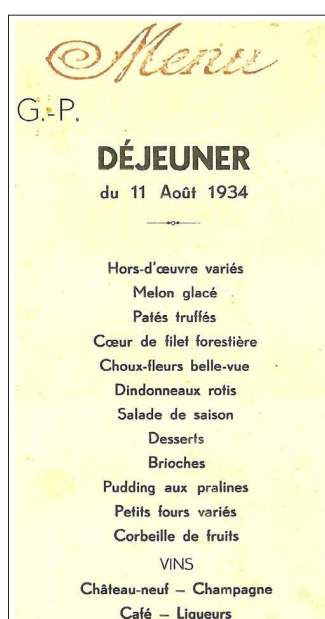 Menu
G.-P.
DÉJEUNER
du 11 Août 1934
Hors-d'œuvre variés
Melon glacé
Patés truffés
Cœur de filet forestière
Choux-fleurs belle-vue
Dindonneaux rotis
Salade de saison
Desserts
Brioches
Pudding aux pralines
Petits fours variés
Corbeille de fruits
VINS
Château-neuf – Champagne
Café – Liqueurs